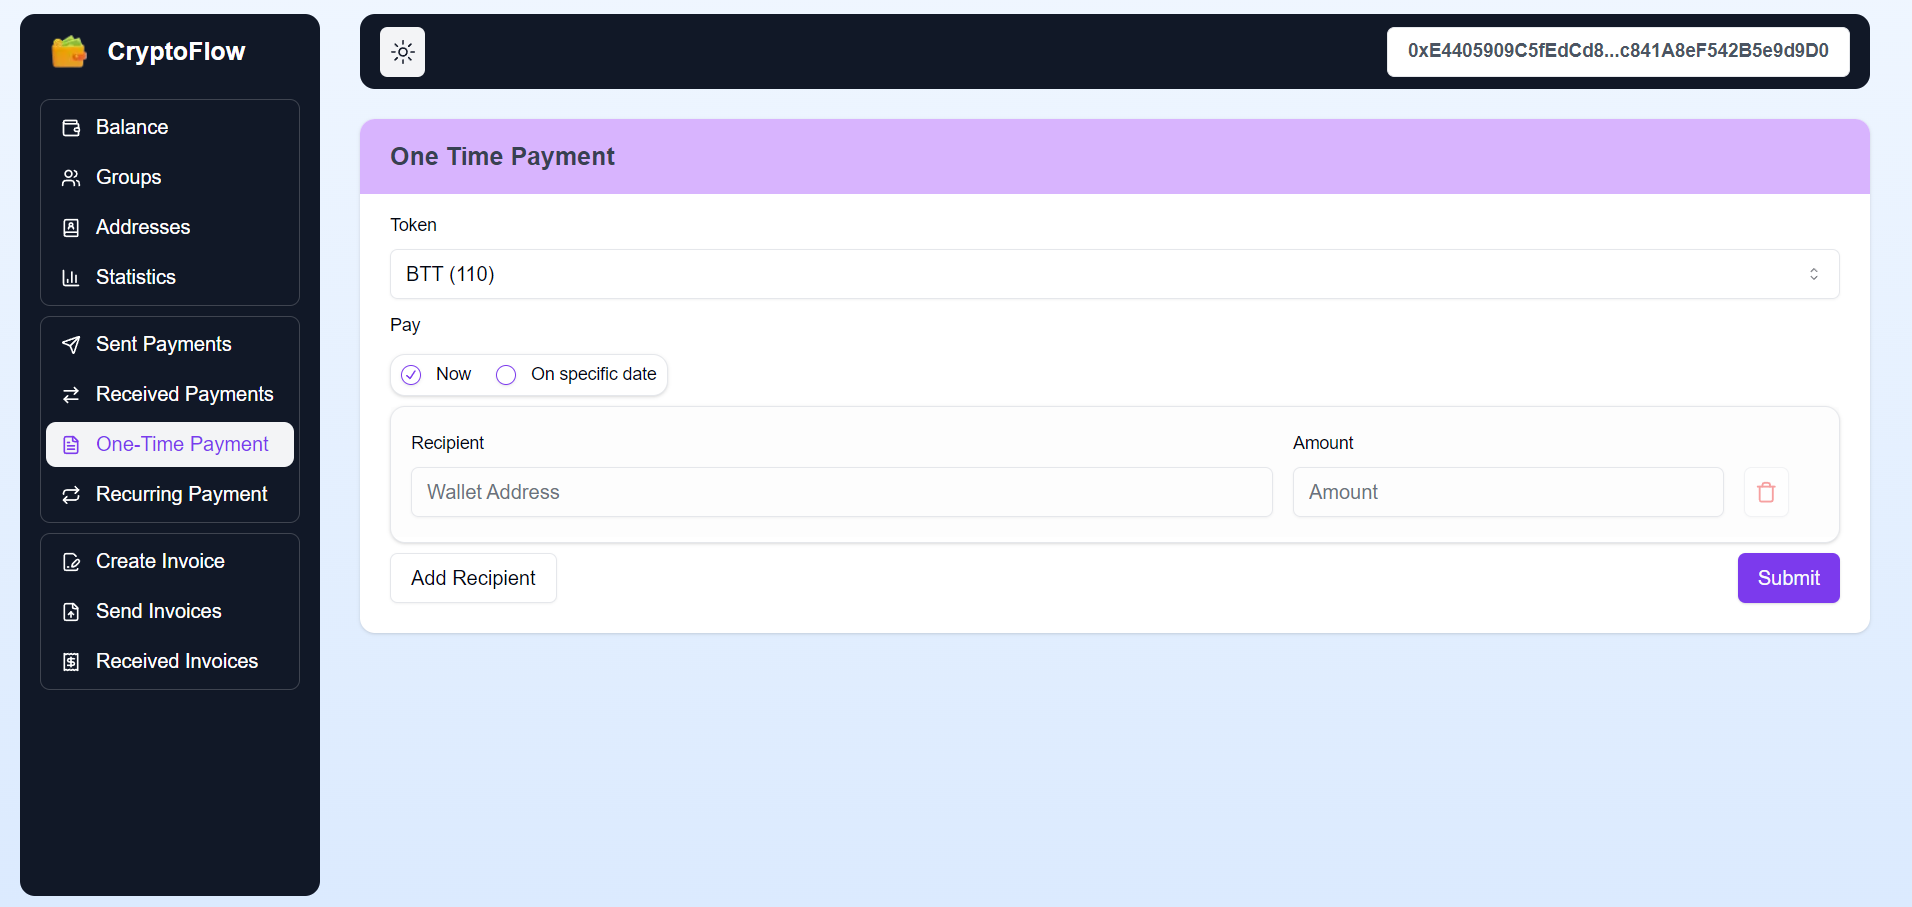 CryptoFlow
Balance
Groups
Addresses
Statistics
Sent Payments
Received Payments
One-Time Payment
Recurring Payment
Create Invoice
Send Invoices
Received Invoices
0xE4405909C5fEdCd8...c841A8eF542B5e9d9D0
One Time Payment
Token
BTT (110)
Pay
Now On specific date
Recipient Amount
Wallet Address Amount
Add Recipient Submit